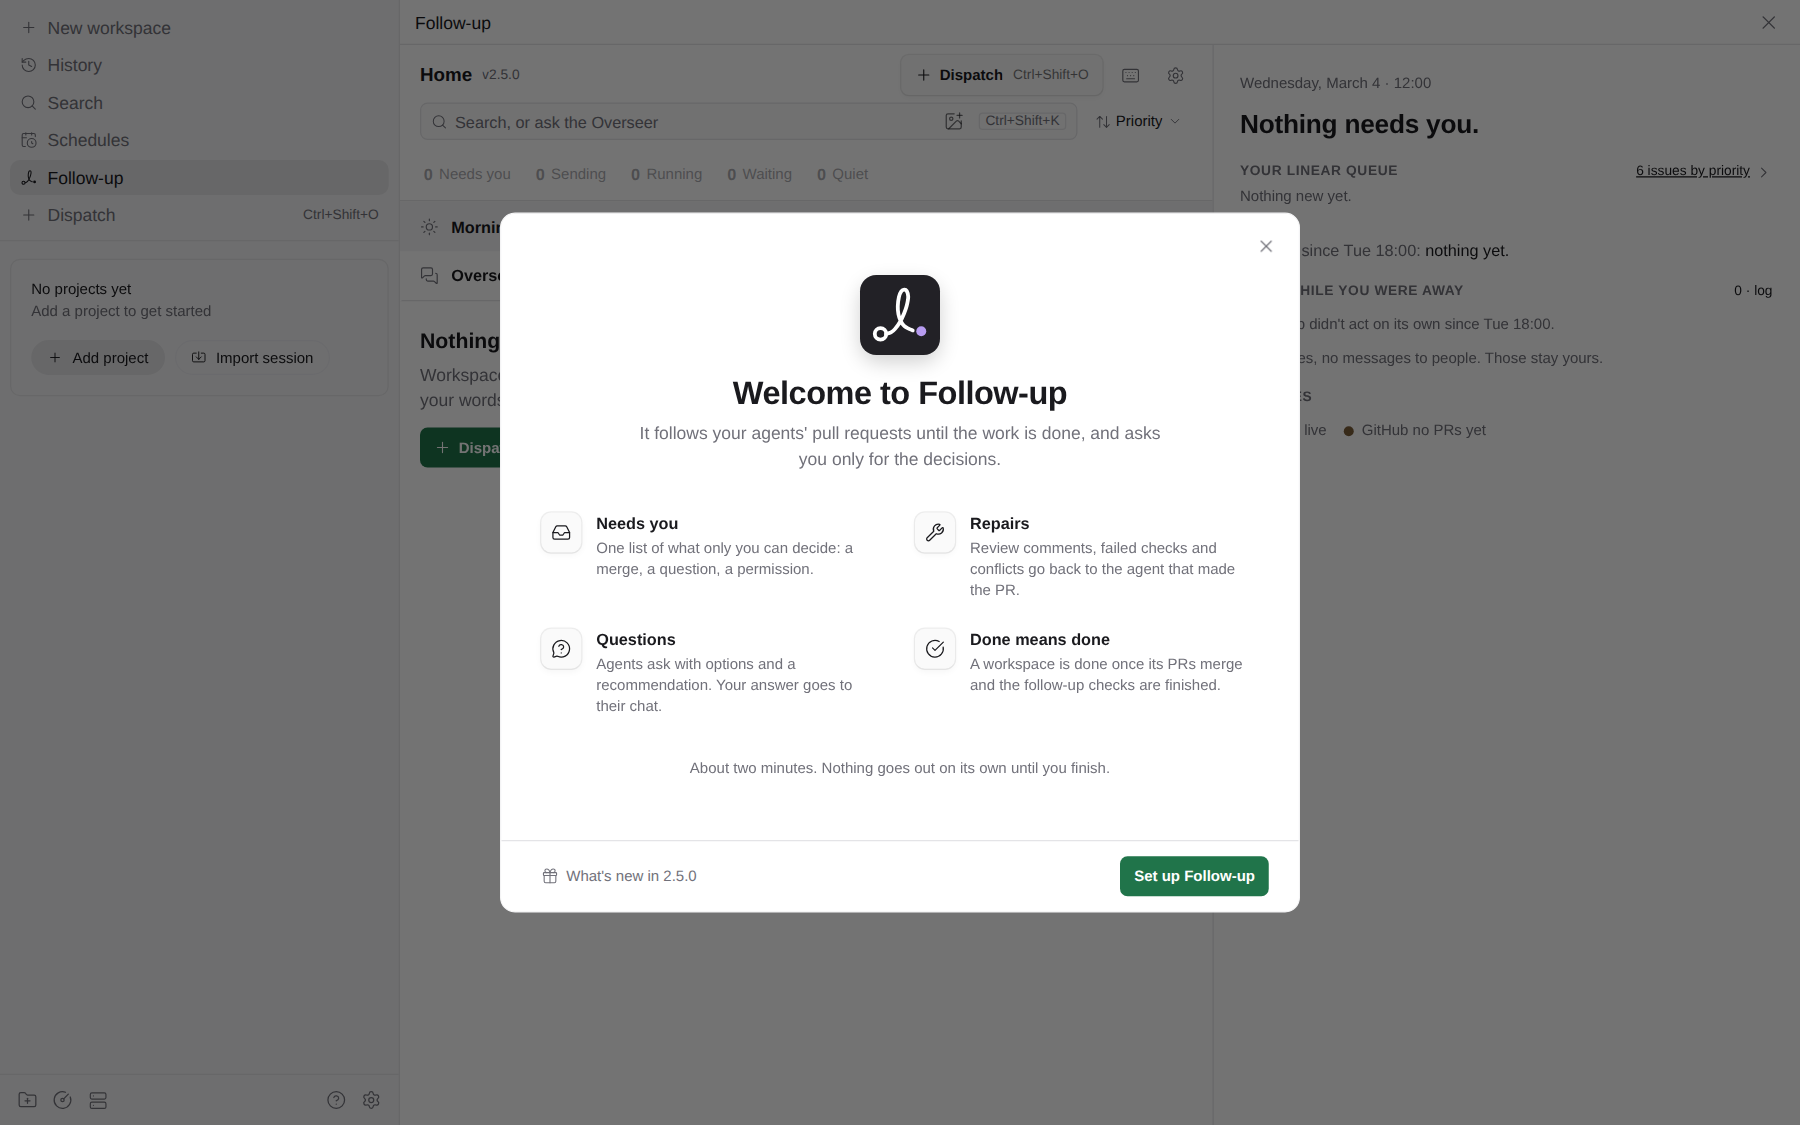 New workspace
History
Search
Schedules
Follow-up
Dispatch Ctrl+Shift+O
No projects yet
Add a project to get started
Add project
Import session
Follow-up
Home v2.5.0
Dispatch Ctrl+Shift+O
Search, or ask the Overseer
Ctrl+Shift+K
Priority
0 Needs you
0 Sending
0 Running
0 Waiting
0 Quiet
Nothing
your words
Wednesday, March 4 · 12:00
Nothing needs you.
YOUR LINEAR QUEUE
6 issues by priority
Nothing new yet.
since Tue 18:00: nothing yet.
YOU WERE AWAY
0 · log
didn't act on its own since Tue 18:00.
no messages to people. Those stay yours.
live
GitHub no PRs yet
Welcome to Follow-up
It follows your agents' pull requests until the work is done, and asks
you only for the decisions.
Needs you
One list of what only you can decide: a
merge, a question, a permission.
Repairs
Review comments, failed checks and
conflicts go back to the agent that made
the PR.
Questions
Agents ask with options and a
recommendation. Your answer goes to
their chat.
Done means done
A workspace is done once its PRs merge
and the follow-up checks are finished.
About two minutes. Nothing goes out on its own until you finish.
What's new in 2.5.0
Set up Follow-up